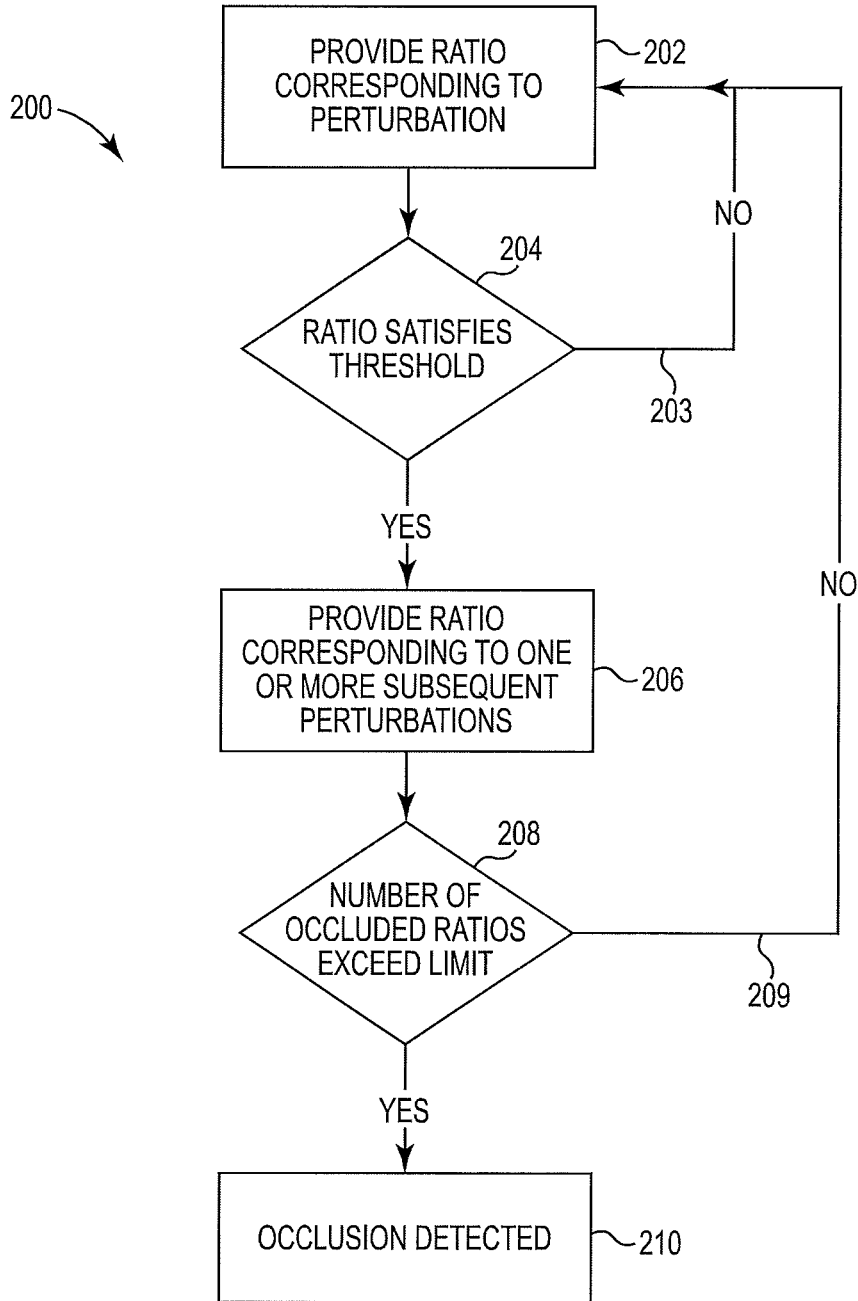 PROVIDE RATIO
CORRESPONDING TO
PERTURBATION
202
200
NO
204
RATIO SATISFIES
THRESHOLD
203
YES
NO
PROVIDE RATIO
CORRESPONDING TO ONE
OR MORE SUBSEQUENT
PERTURBATIONS
206
208
NUMBER OF
OCCLUDED RATIOS
EXCEED LIMIT
209
YES
OCCLUSION DETECTED
210